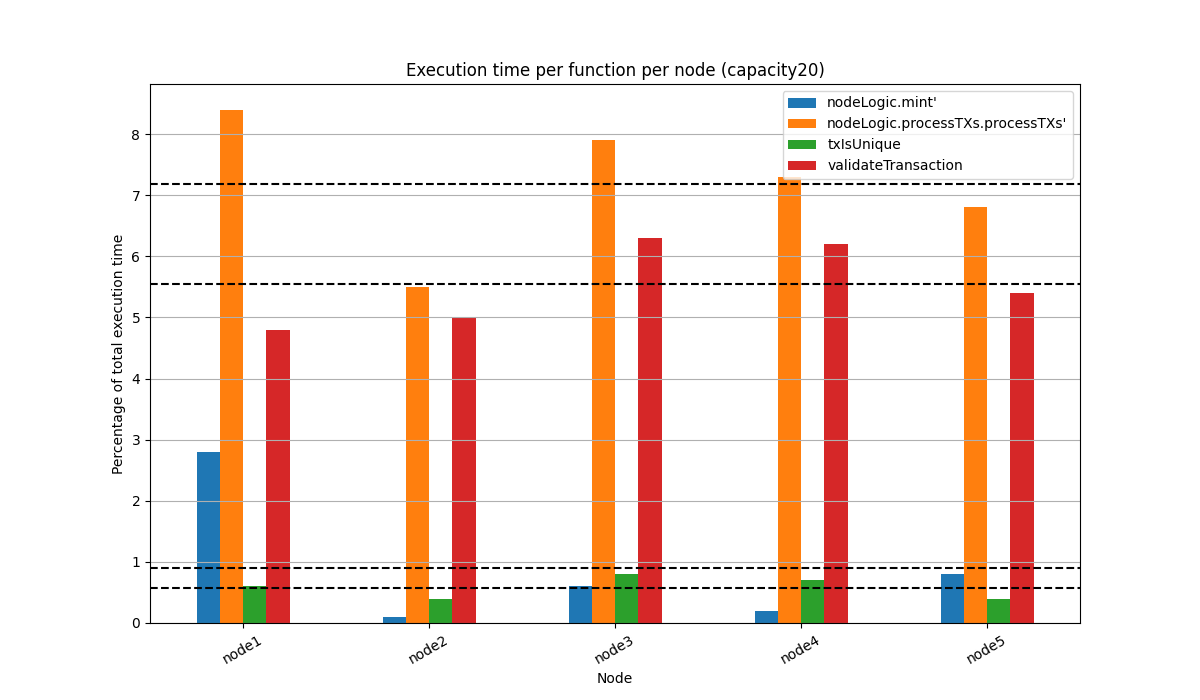 Execution time per function per node (capacity20)
nodeLogic.mint'
nodeLogic.processTXs.processTXs'
txIsUnique
validateTransaction
Percentage of total execution time
8
7
6
5
4
3
2
1
0
node1
node2
node3
node4
node5
Node